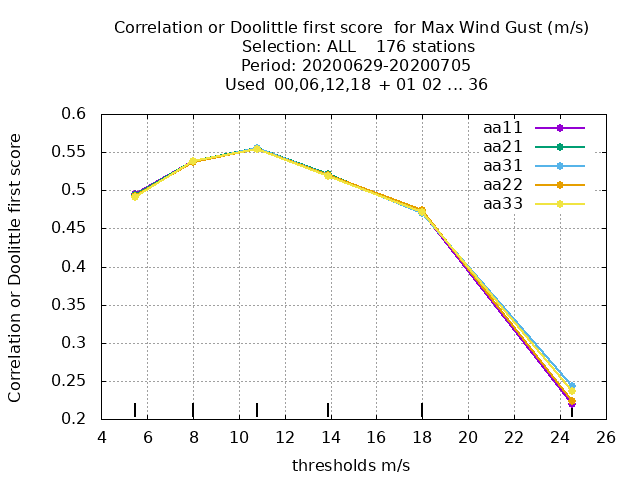 Correlation or Doolittle first score  for Max Wind Gust (m/s)
Selection: ALL    176 stations
Period: 20200629-20200705
Used  00,06,12,18  + 01 02 ... 36
Correlation or Doolittle first score
0.6
0.55
0.5
0.45
0.4
0.35
0.3
0.25
0.2
aa11
aa21
aa31
aa22
aa33
4 6 8 10 12 14 16 18 20 22 24 26
thresholds m/s